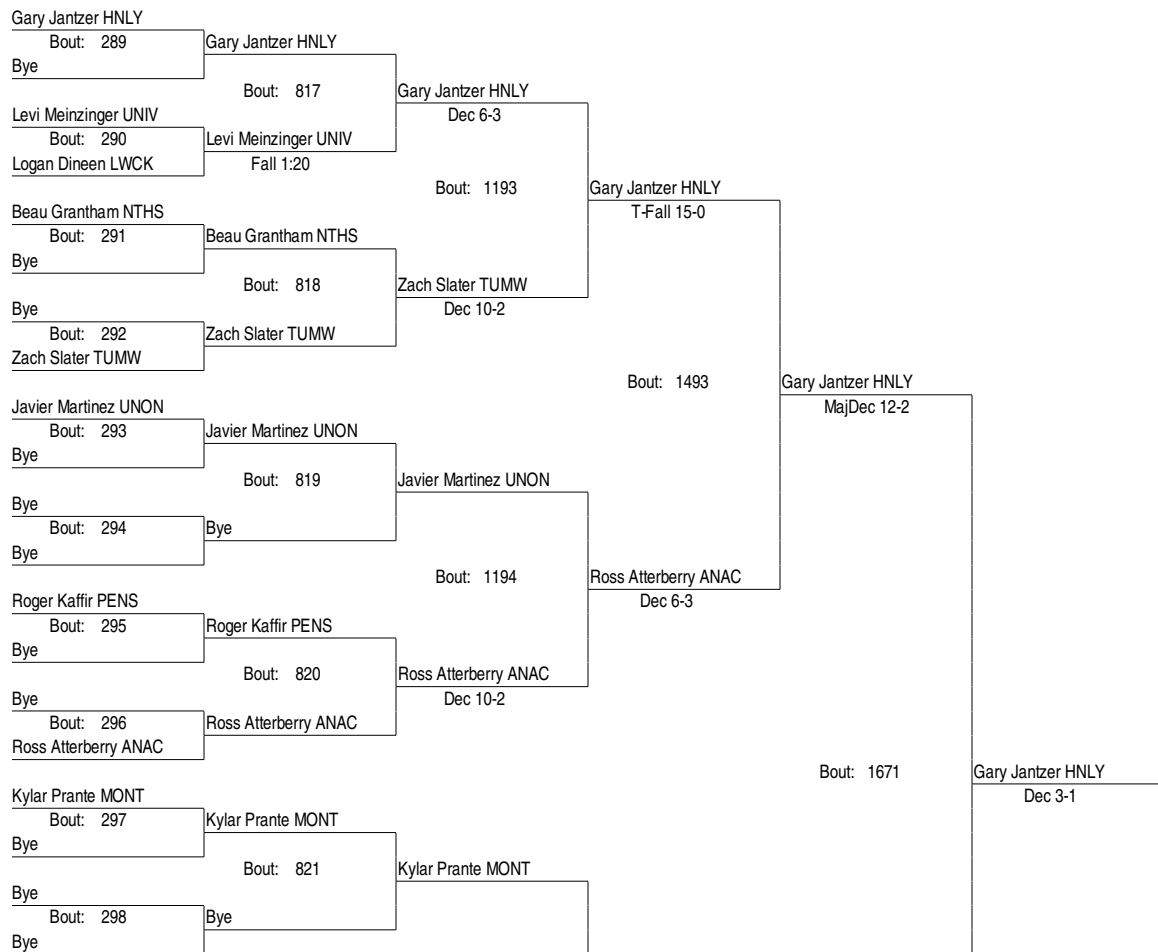 Gary Jantzer HNLY
Bout: 289
Gary Jantzer HNLY
Bye
Bout: 817
Gary Jantzer HNLY
Levi Meinzinger UNIV
Dec 6-3
Bout: 290
Levi Meinzinger UNIV
Logan Dineen LWCK
Fall 1:20
Bout: 1193
Gary Jantzer HNLY
Beau Grantham NTHS
T-Fall 15-0
Bout: 291
Beau Grantham NTHS
Bye
Bout: 818
Zach Slater TUMW
Bye
Dec 10-2
Bout: 292
Zach Slater TUMW
Zach Slater TUMW
Bout: 1493
Gary Jantzer HNLY
Javier Martinez UNON
MajDec 12-2
Bout: 293
Javier Martinez UNON
Bye
Bout: 819
Javier Martinez UNON
Bye
Bout: 294
Bye
Bye
Bout: 1194
Ross Atterberry ANAC
Roger Kaffir PENS
Dec 6-3
Bout: 295
Roger Kaffir PENS
Bye
Bout: 820
Ross Atterberry ANAC
Bye
Dec 10-2
Bout: 296
Ross Atterberry ANAC
Ross Atterberry ANAC
Bout: 1671
Gary Jantzer HNLY
Kylar Prante MONT
Dec 3-1
Bout: 297
Kylar Prante MONT
Bye
Bout: 821
Kylar Prante MONT
Bye
Bout: 298
Bye
Bye